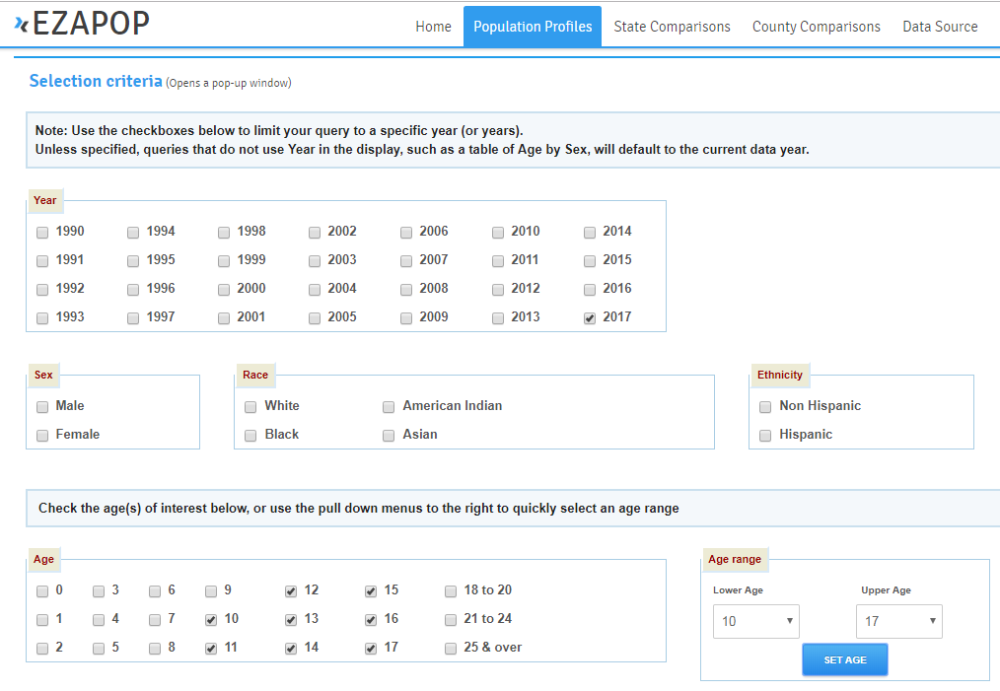 EZAPOP
Home Population Profiles State Comparisons County Comparisons Data Source
Selection criteria (Opens a pop-up window)
Note: Use the checkboxes below to limit your query to a specific year (or years).
Unless specified, queries that do not use Year in the display, such as a table of Age by Sex, will default to the current data year.
Year
1990 1994 1998 2002 2006 2010 2014
1991 1995 1999 2003 2007 2011 2015
1992 1996 2000 2004 2008 2012 2016
1993 1997 2001 2005 2009 2013 2017
Sex Race Ethnicity
Male White American Indian Non Hispanic
Female Black Asian Hispanic
Check the age(s) of interest below, or use the pull down menus to the right to quickly select an age range
Age Age range
0 3 6 9 12 15 18 to 20 Lower Age Upper Age
1 4 7 10 13 16 21 to 24 10 17
2 5 8 11 14 17 25 & over
SET AGE